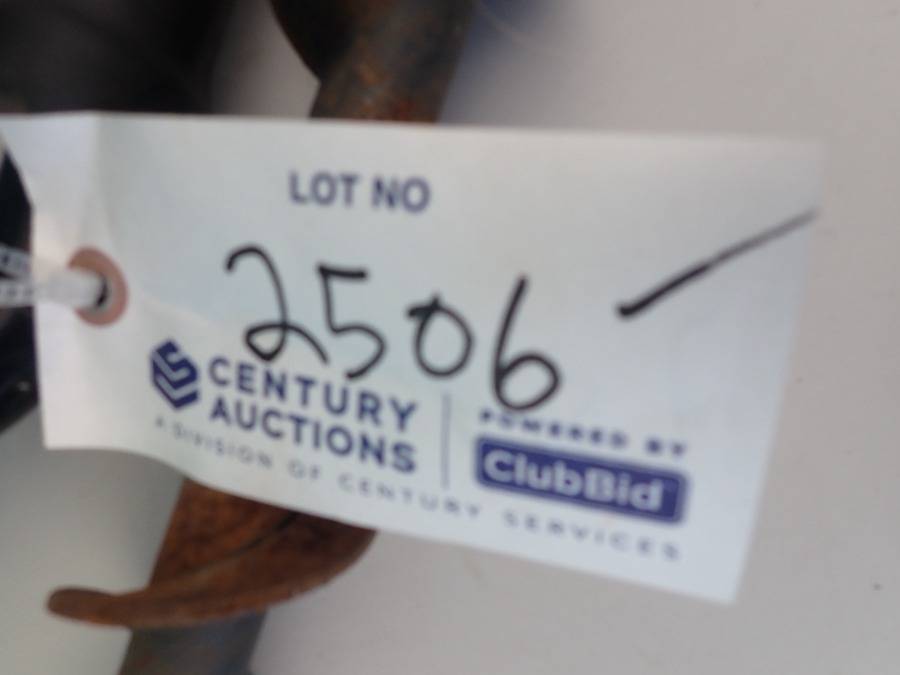 LOT NO
2506
CENTURY
AUCTIONS
A DIVISION OF CENTURY SERVICES
POWERED BY
ClubBid